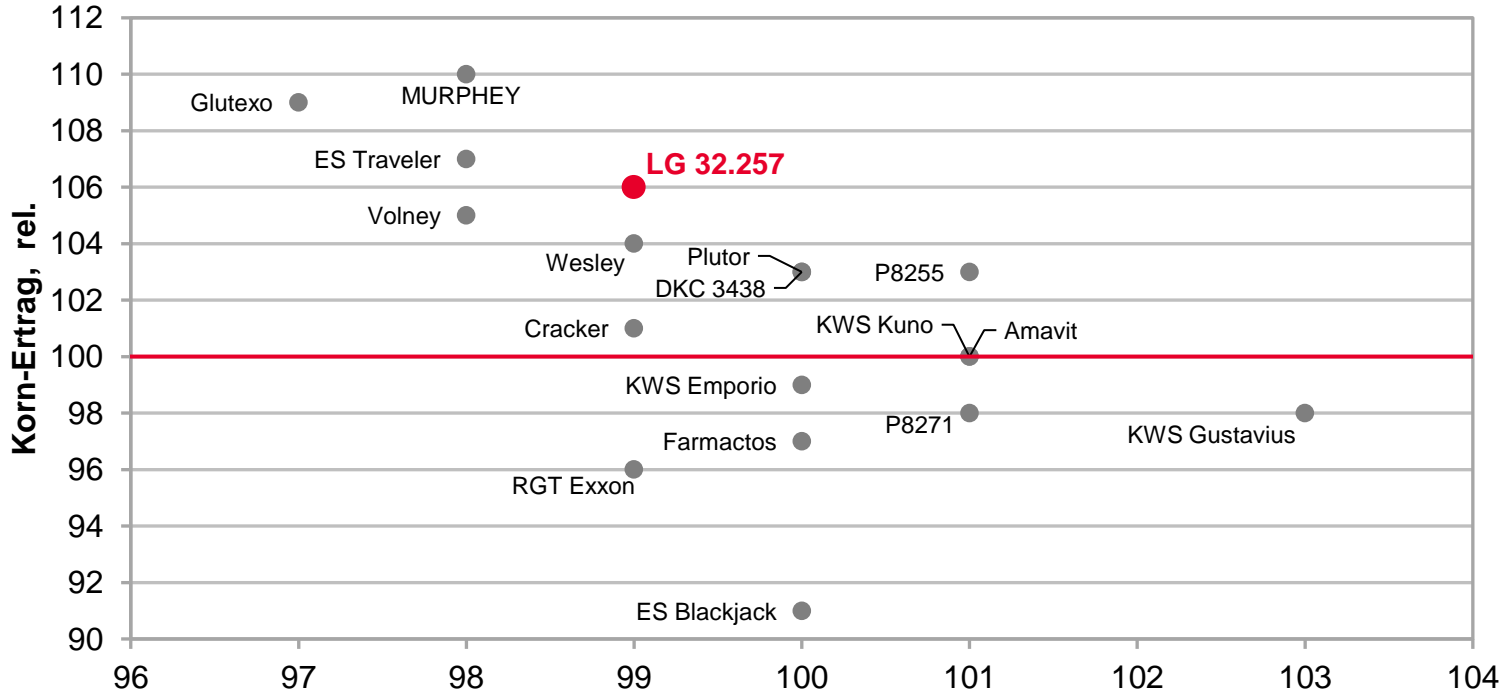 112
110
108
106
104
102
100
98
96
94
92
90
Korn-Ertrag, rel.
MURPHEY
Glutexo
ES Traveler
LG 32.257
Volney
Wesley
Plutor
DKC 3438
P8255
Cracker
KWS Kuno
Amavit
KWS Emporio
P8271
KWS Gustavius
Farmactos
RGT Exxon
ES Blackjack
96 97 98 99 100 101 102 103 104